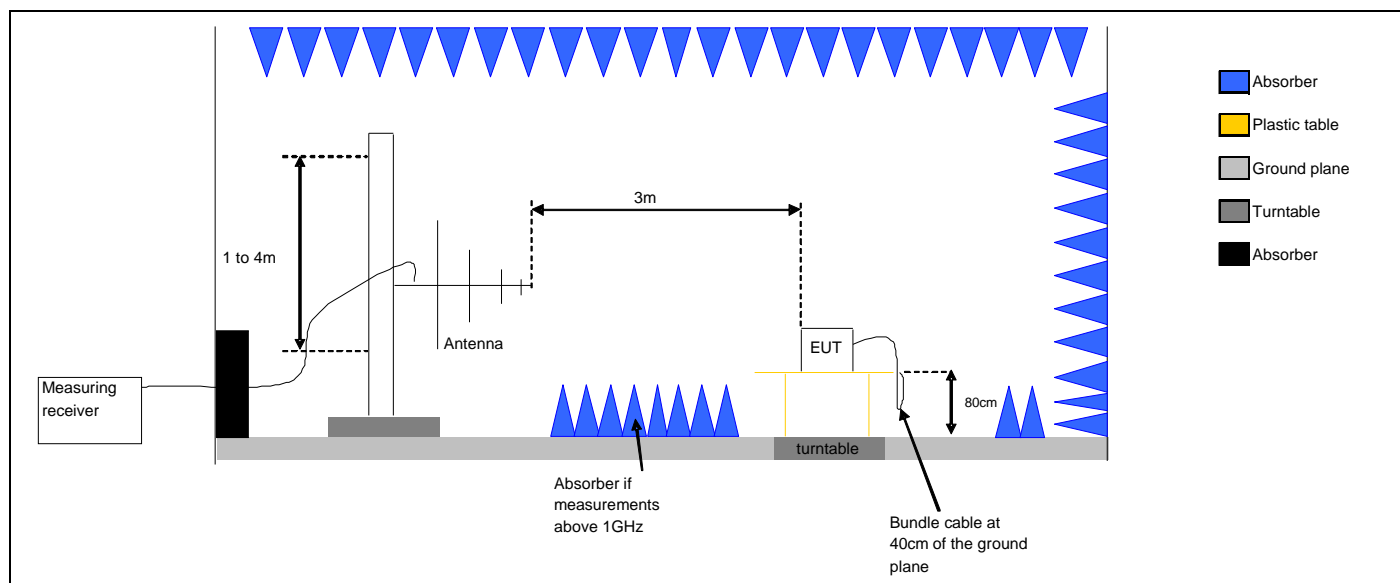 Absorber
Plastic table
Ground plane
Turntable
Absorber
3m
1 to 4m
Antenna
EUT
Measuring
receiver
80cm
turntable
Absorber if
measurements
above 1GHz
Bundle cable at
40cm of the ground
plane